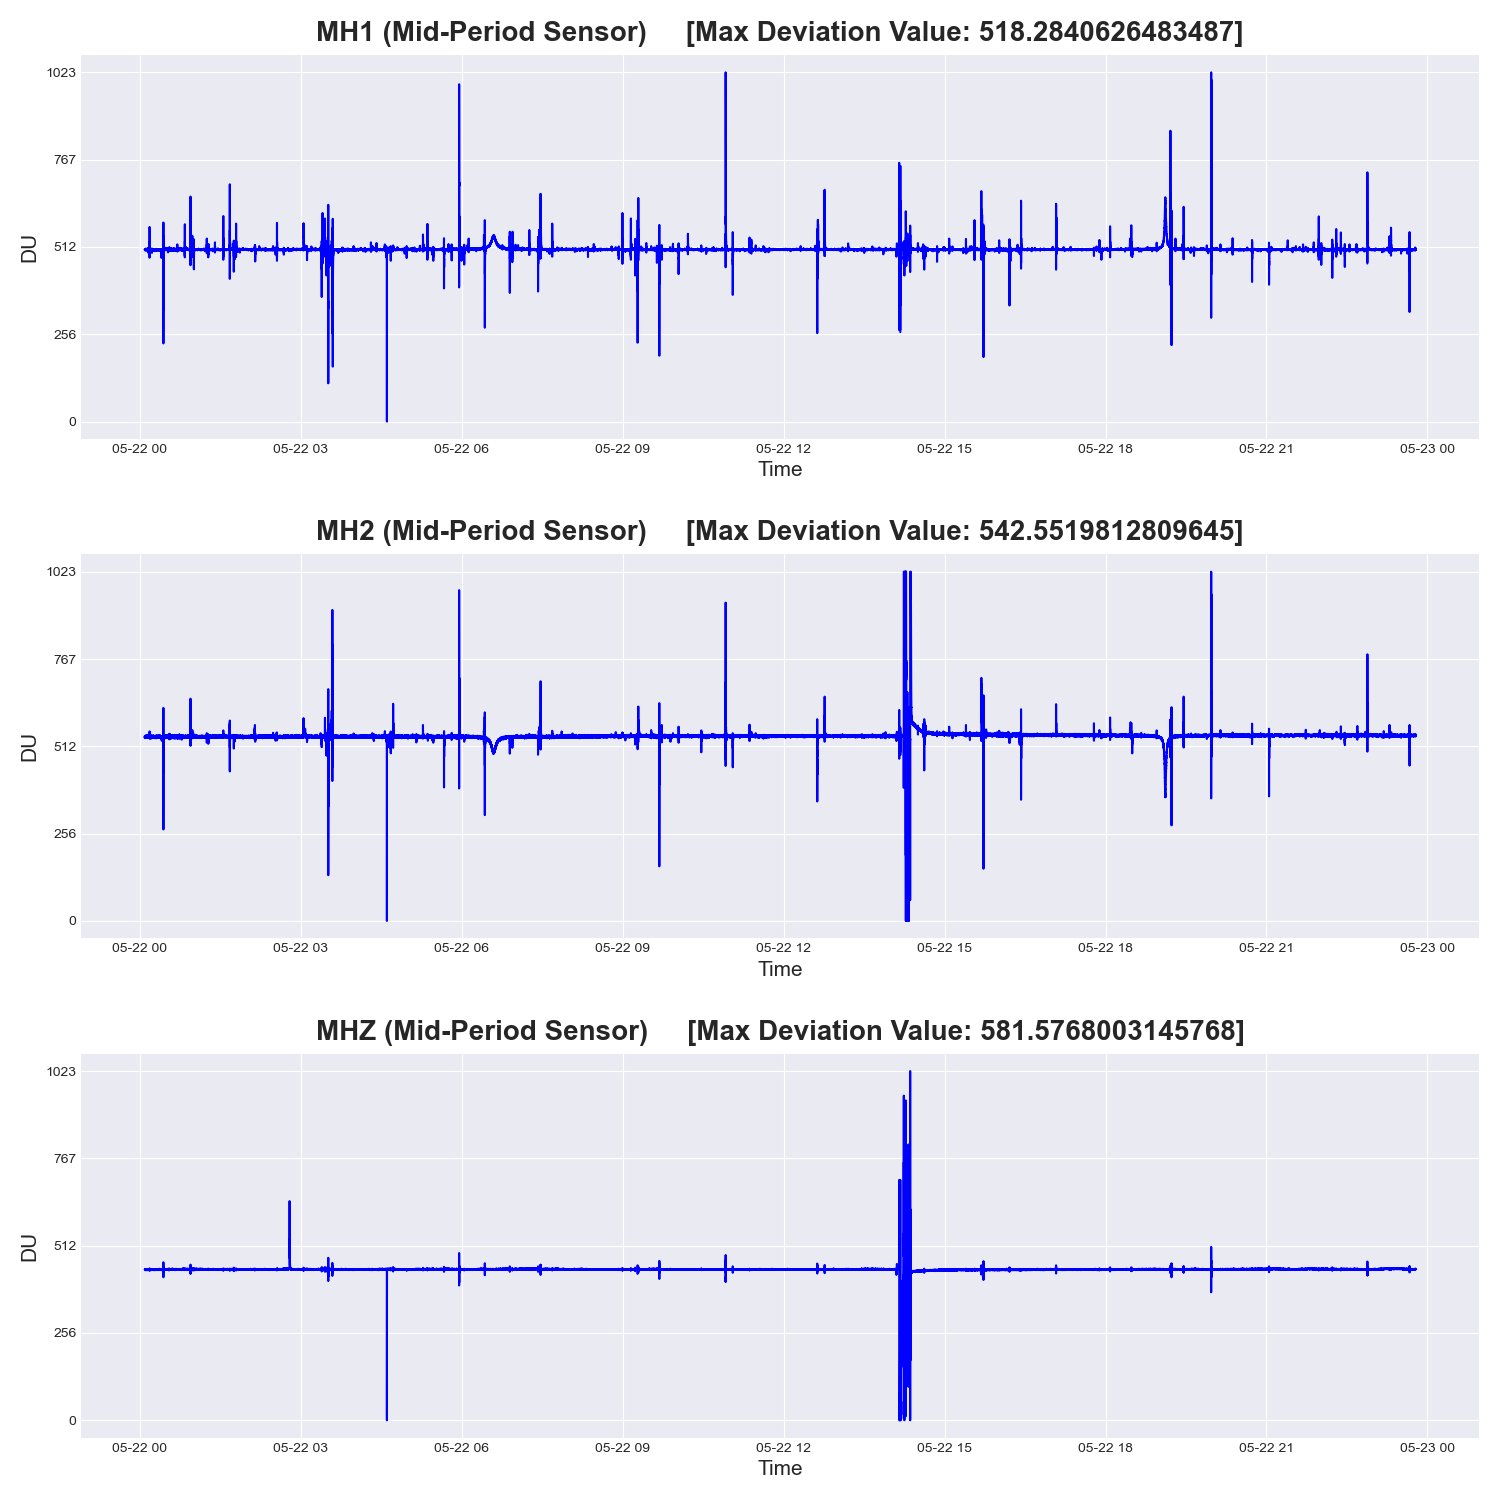 MH1 (Mid-Period Sensor)     [Max Deviation Value: 518.2840626483487]
1023
767
512
256
0
DU
05-22 00 05-22 03 05-22 06 05-22 09 05-22 12 05-22 15 05-22 18 05-22 21 05-23 00
Time
MH2 (Mid-Period Sensor)     [Max Deviation Value: 542.5519812809645]
1023
767
512
256
0
DU
05-22 00 05-22 03 05-22 06 05-22 09 05-22 12 05-22 15 05-22 18 05-22 21 05-23 00
Time
MHZ (Mid-Period Sensor)     [Max Deviation Value: 581.5768003145768]
1023
767
512
256
0
DU
05-22 00 05-22 03 05-22 06 05-22 09 05-22 12 05-22 15 05-22 18 05-22 21 05-23 00
Time